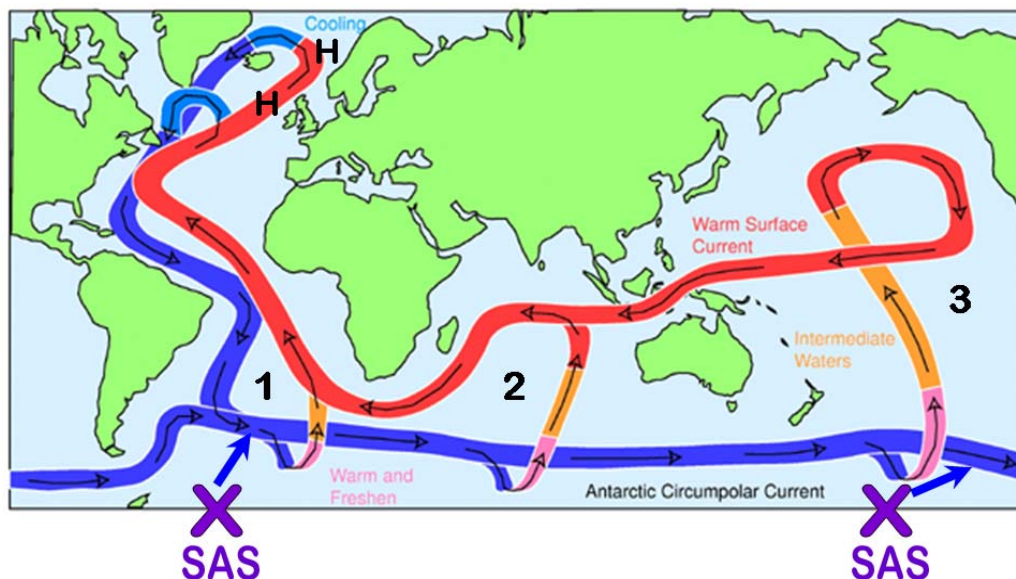 Cooling
H
H
Warm Surface
Current
3
Intermediate
Waters
1
2
Warm and
Freshen
Antarctic Circumpolar Current
SAS
SAS